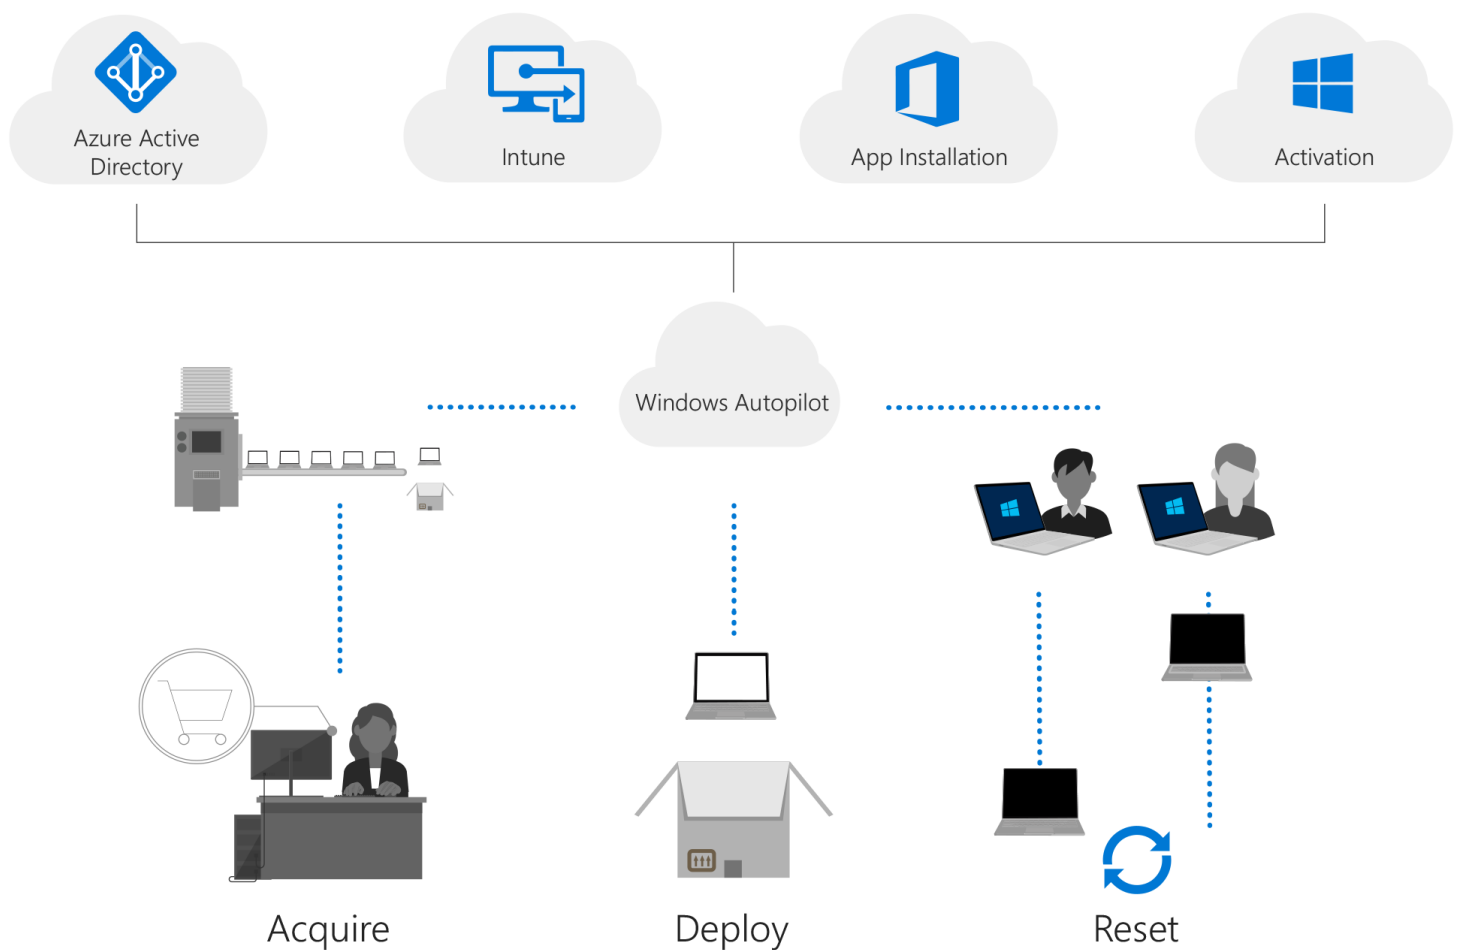 Azure Active
Directory
Intune
App Installation
Activation
Windows Autopilot
Acquire
Deploy
Reset